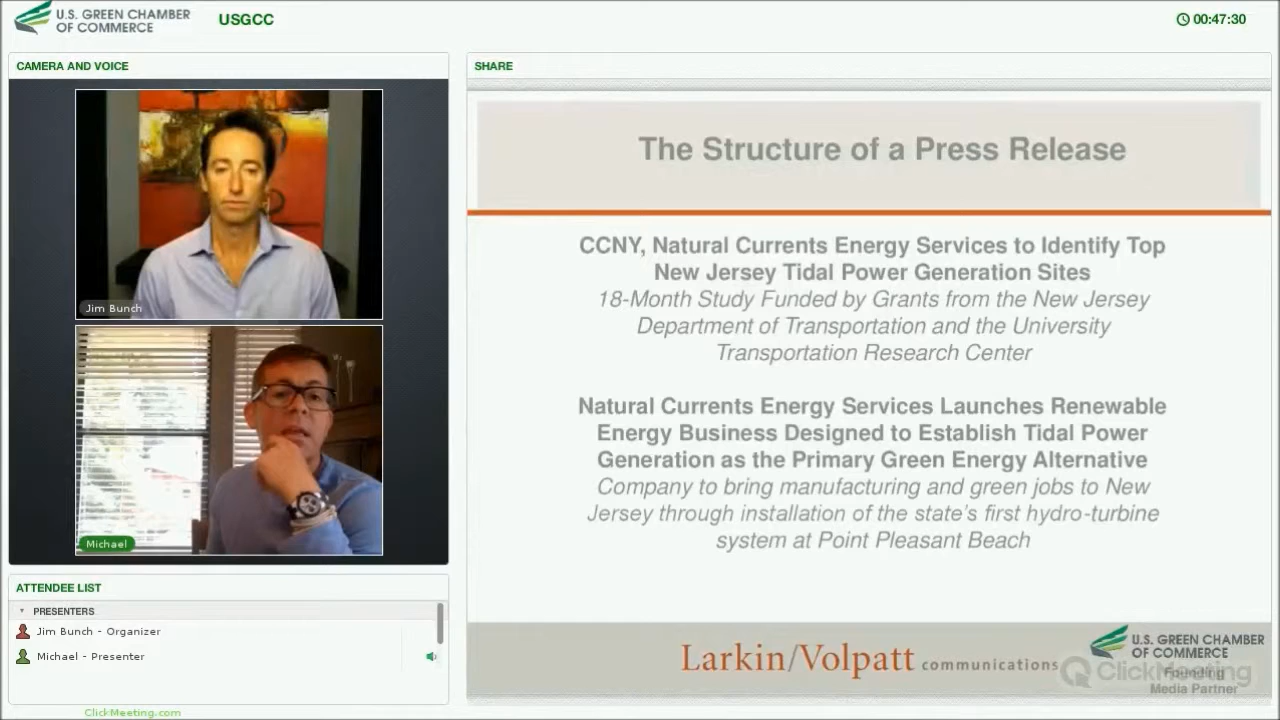 U.S. GREEN CHAMBER
OF COMMERCE
USGCC
00:47:30
CAMERA AND VOICE
Jim Bunch
Michael
ATTENDEE LIST
PRESENTERS
Jim Bunch - Organizer
Michael - Presenter
ClickMeeting.com
SHARE
The Structure of a Press Release
CCNY, Natural Currents Energy Services to Identify Top
New Jersey Tidal Power Generation Sites
18-Month Study Funded by Grants from the New Jersey
Department of Transportation and the University
Transportation Research Center
Natural Currents Energy Services Launches Renewable
Energy Business Designed to Establish Tidal Power
Generation as the Primary Green Energy Alternative
Company to bring manufacturing and green jobs to New
Jersey through installation of the state's first hydro-turbine
system at Point Pleasant Beach
Larkin/Volpatt communications
U.S. GREEN CHAMBER
OF COMMERCE
ClickMeeting
Founding
Media Partner